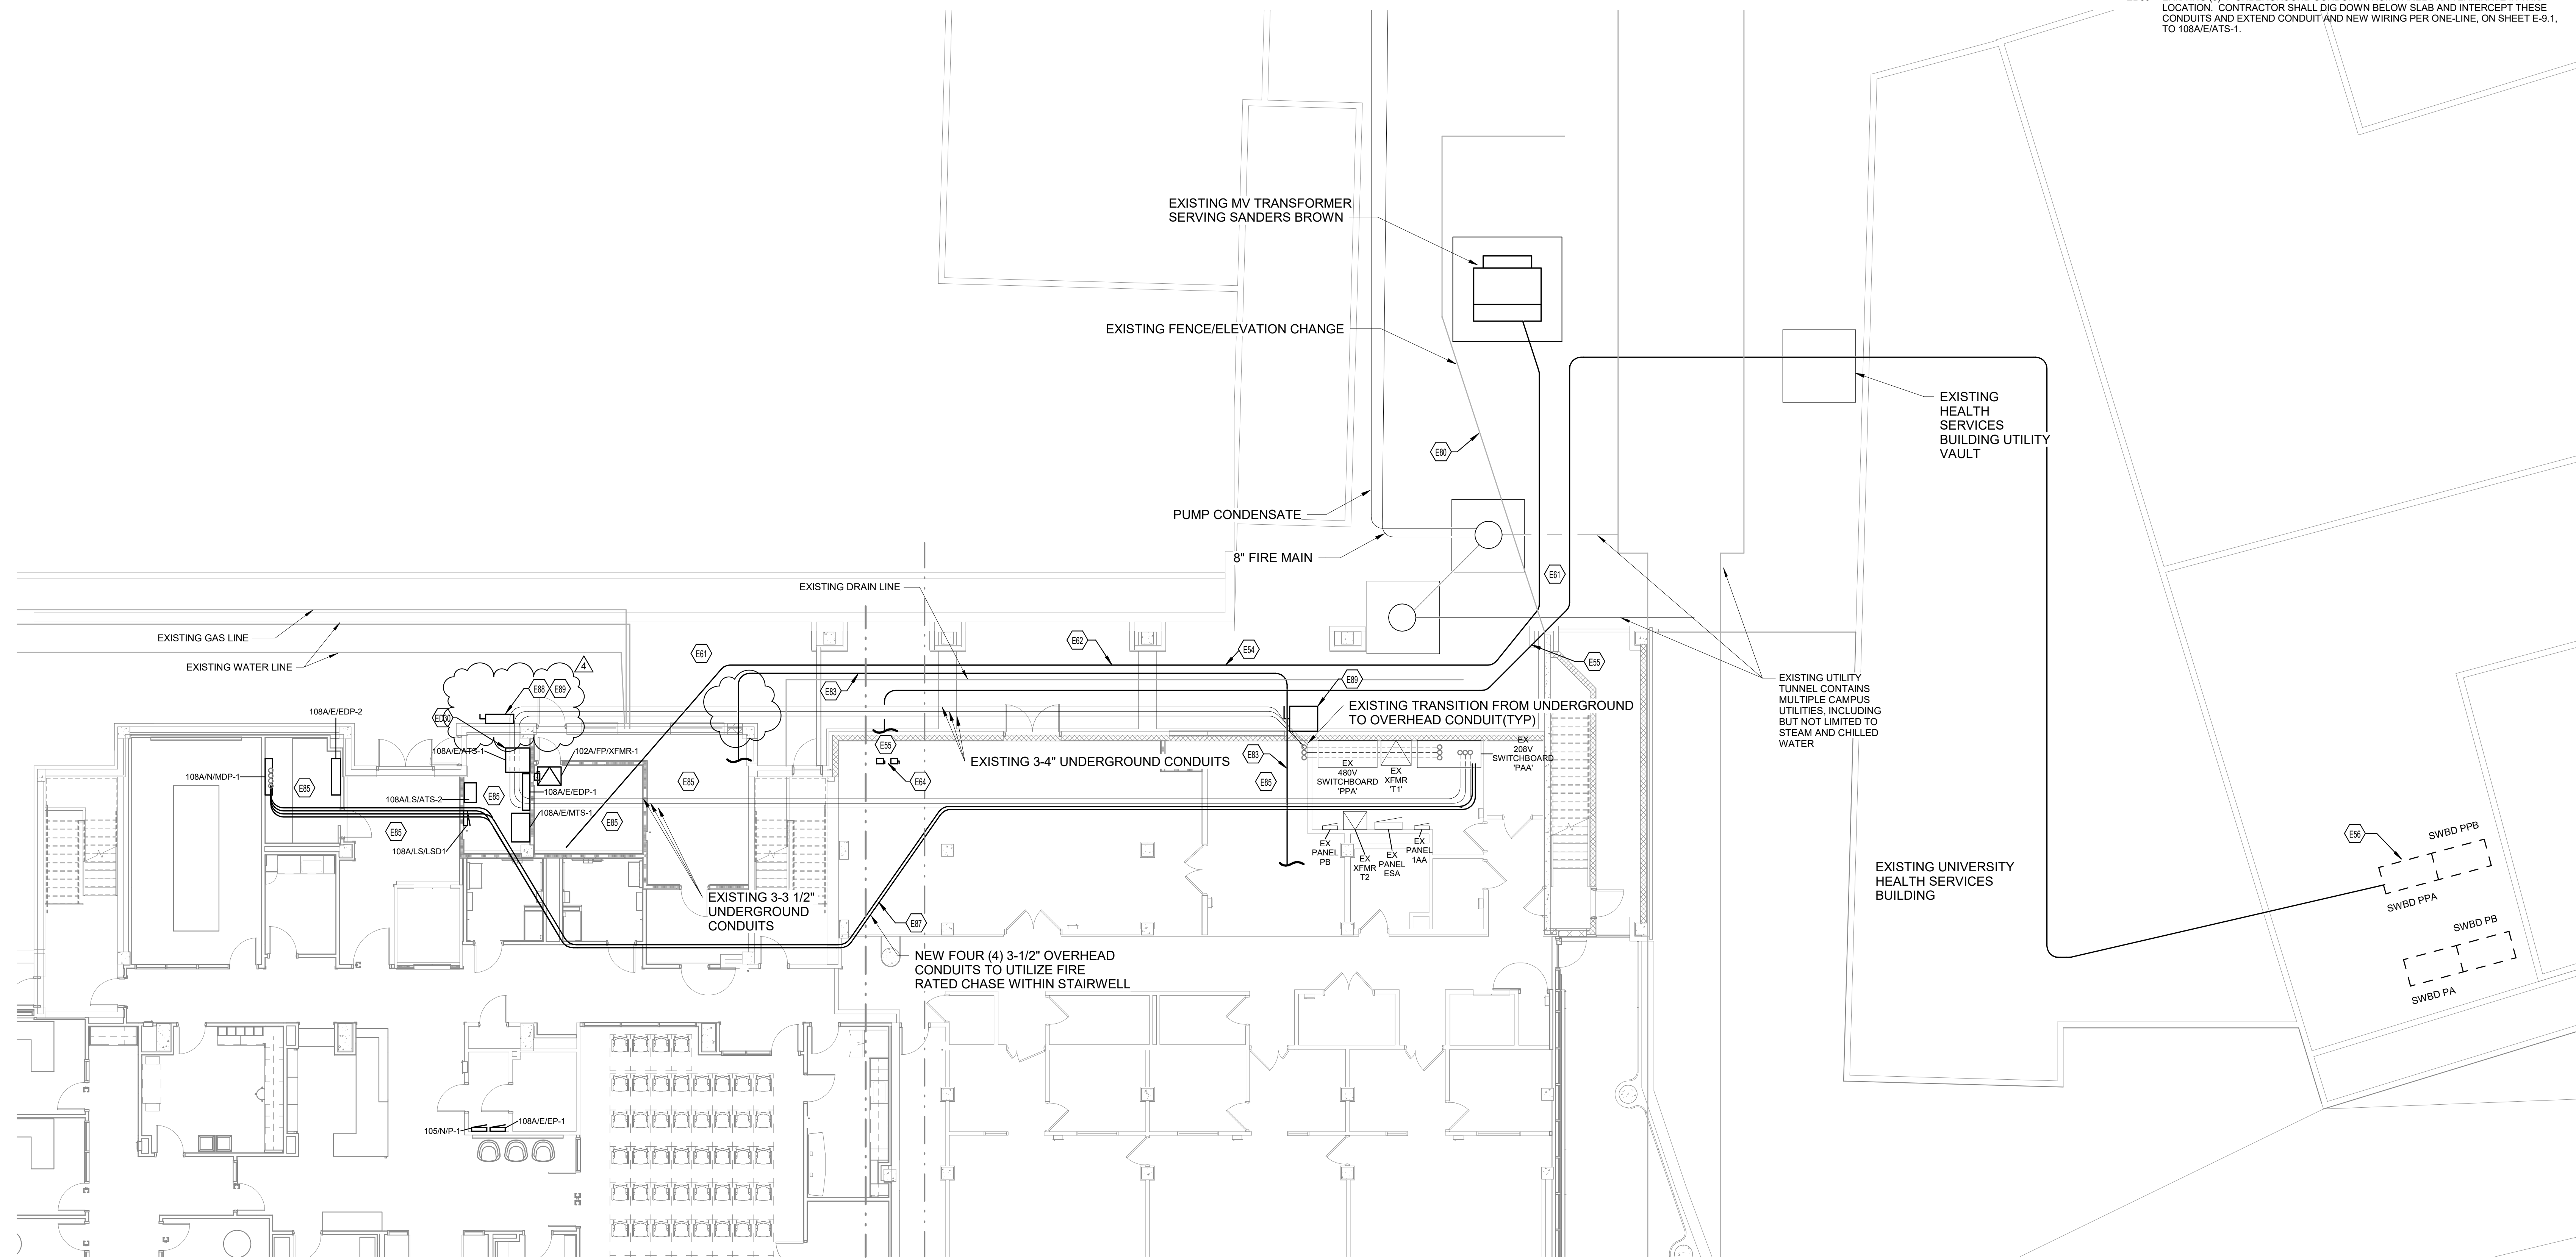 LOCATION. CONTRACTOR SHALL DIG DOWN BELOW SLAB AND INTERCEPT THESE
CONDUITS AND EXTEND CONDUIT AND NEW WIRING PER ONE-LINE, ON SHEET E-9.1,
TO 108A/E/ATS-1.
EXISTING MV TRANSFORMER
SERVING SANDERS BROWN
EXISTING FENCE/ELEVATION CHANGE
E80
EXISTING
HEALTH
SERVICES
BUILDING UTILITY
VAULT
PUMP CONDENSATE
8" FIRE MAIN
E61
EXISTING DRAIN LINE
EXISTING GAS LINE
EXISTING WATER LINE
E61
E62
E54
E55
4
E88
E89
E83
E89
ED30
108A/E/EDP-2
EXISTING TRANSITION FROM UNDERGROUND
TO OVERHEAD CONDUIT(TYP)
EXISTING UTILITY
TUNNEL CONTAINS
MULTIPLE CAMPUS
UTILITIES, INCLUDING
BUT NOT LIMITED TO
STEAM AND CHILLED
WATER
108A/E/ATS-1
102A/FP/XFMR-1
E55
E83
EXISTING 3-4" UNDERGROUND CONDUITS
EX
208V
SWITCHBOARD
'PAA'
EX
480V
SWITCHBOARD
'PPA'
EX
XFMR
'T1'
108A/N/MDP-1
E85
E85
E85
E64
E85
108A/E/EDP-1
108A/LS/ATS-2
108A/E/MTS-1
E85
E85
108A/LS/LSD1
EX
PANEL
PB
EX
XFMR
T2
EX
PANEL
ESA
EX
PANEL
1AA
E56
SWBD PPB
SWBD PPA
SWBD PB
SWBD PA
EXISTING UNIVERSITY
HEALTH SERVICES
BUILDING
EXISTING 3-3 1/2"
UNDERGROUND
CONDUITS
E87
NEW FOUR (4) 3-1/2" OVERHEAD
CONDUITS TO UTILIZE FIRE
RATED CHASE WITHIN STAIRWELL
105/N/P-1
108A/E/EP-1